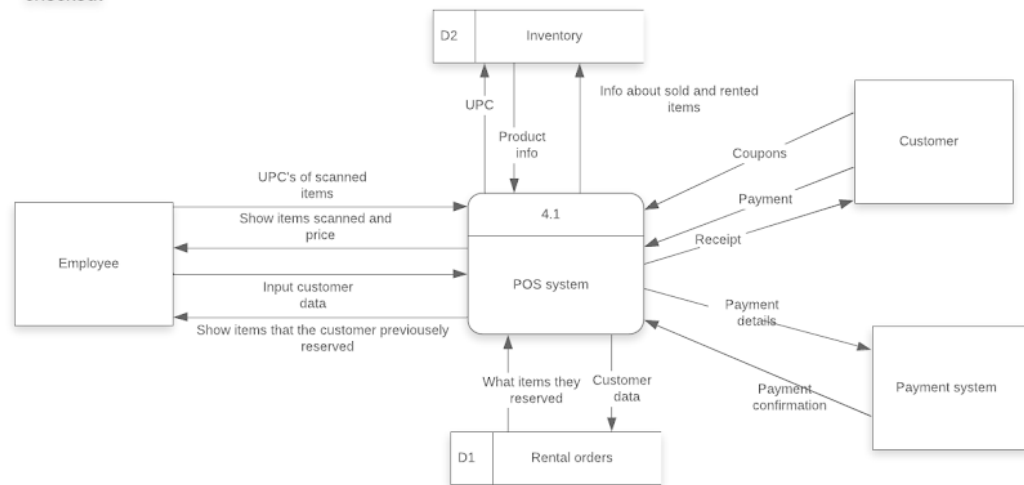 checkout
D2
Inventory
UPC
Product
info
Info about sold and rented
items
Customer
Coupons
Payment
Receipt
UPC's of scanned
items
Show items scanned and
price
Employee
Input customer
data
Show items that the customer previousely
reserved
4.1
POS system
Payment
details
Payment system
Payment
confirmation
What items they
reserved
Customer
data
D1
Rental orders